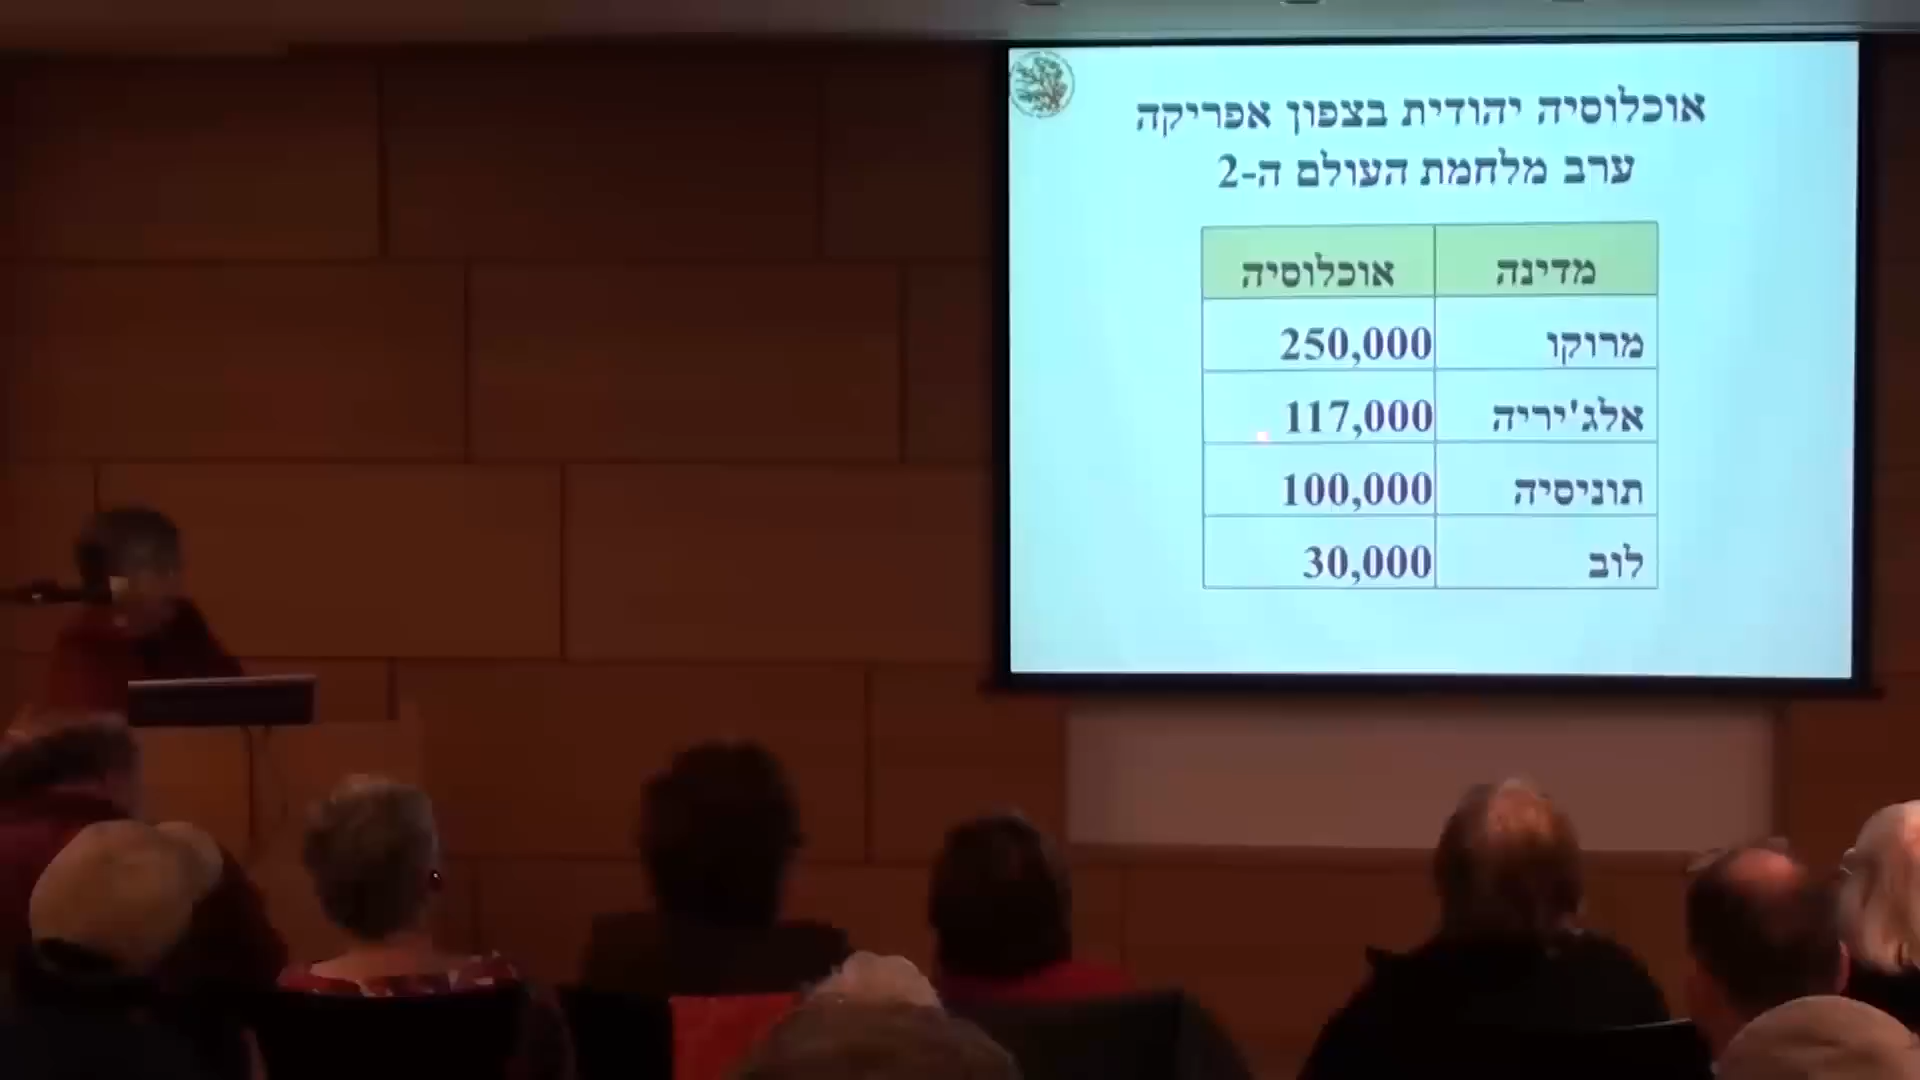 אוכלוסיה יהודית בצפון אפריקה
ערב מלחמת העולם ה-2
מדינה אוכלוסיה
מרוקו 250,000
אלג'יריה 117,000
תוניסיה 100,000
לוב 30,000